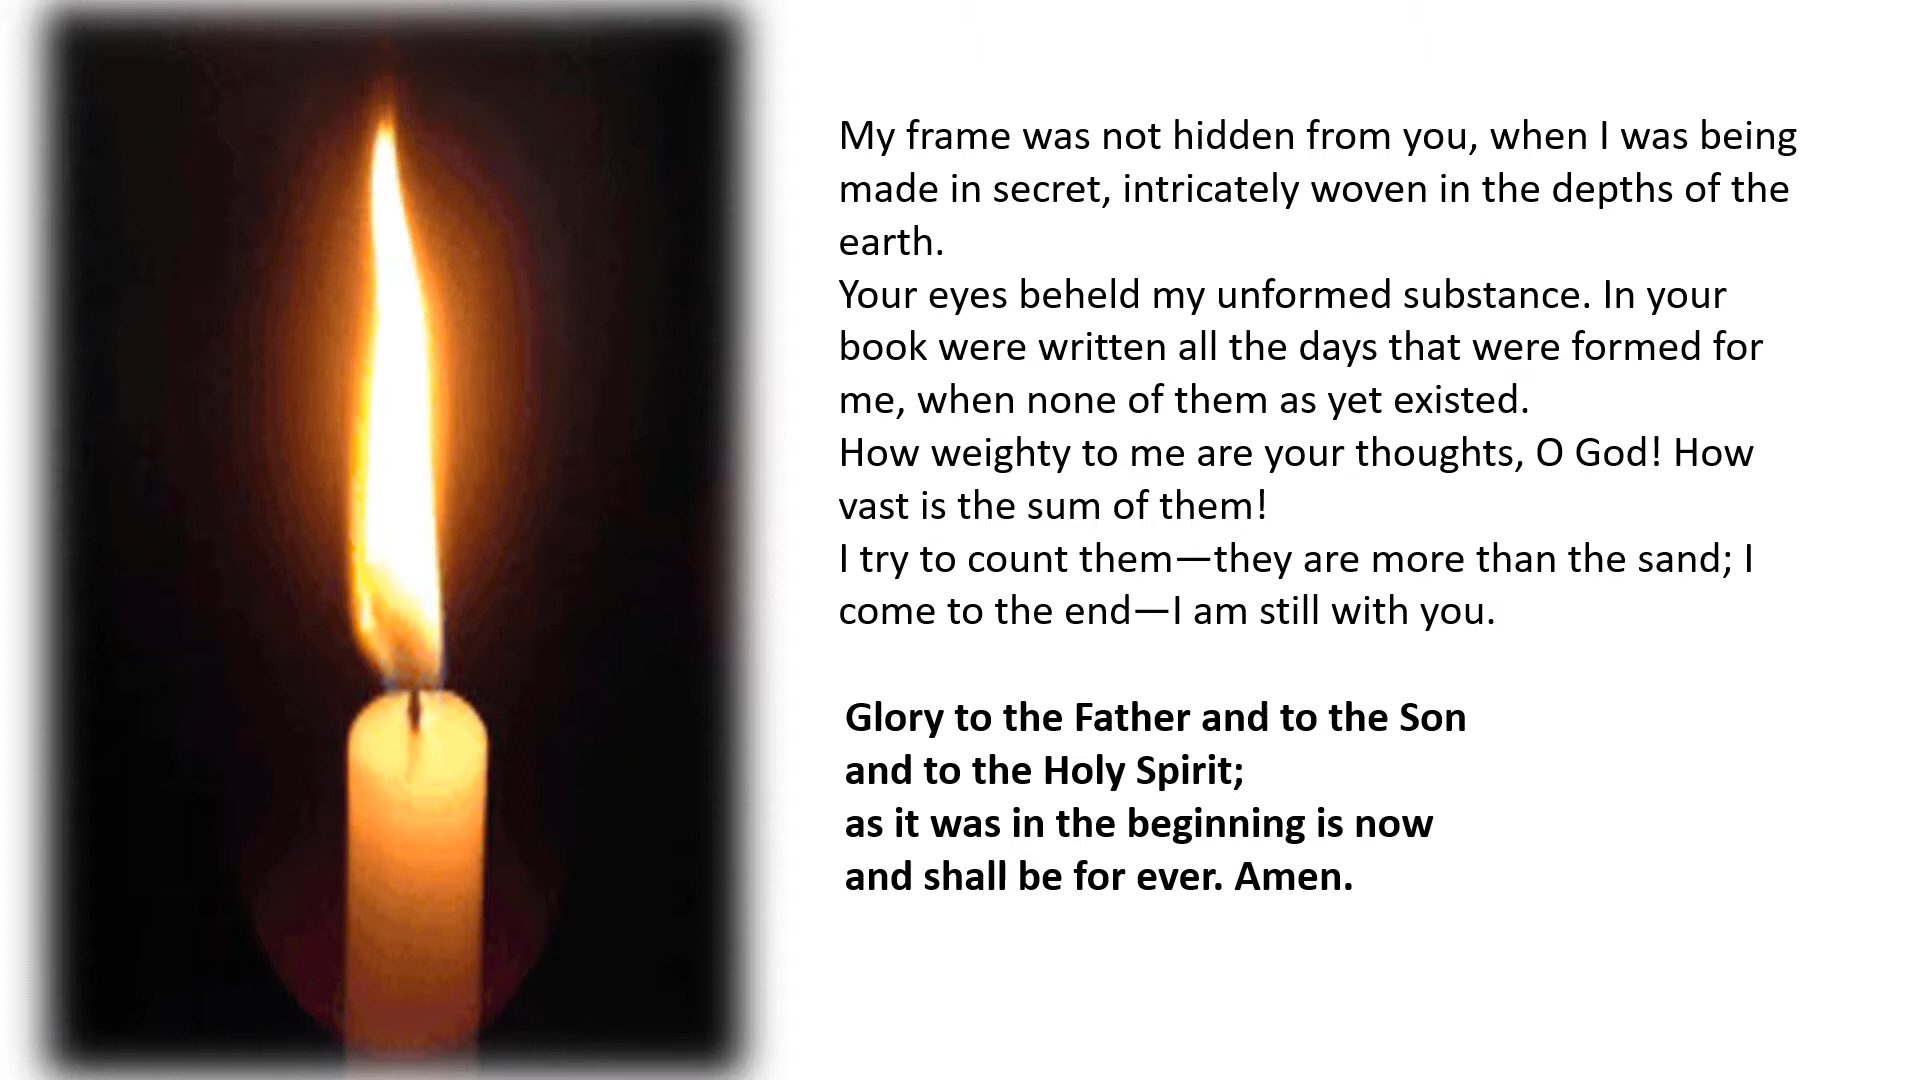 My frame was not hidden from you, when I was being
made in secret, intricately woven in the depths of the
earth.
Your eyes beheld my unformed substance. In your
book were written all the days that were formed for
me, when none of them as yet existed.
How weighty to me are your thoughts, O God! How
vast is the sum of them!
I try to count them—they are more than the sand; I
come to the end—I am still with you.
Glory to the Father and to the Son
and to the Holy Spirit;
as it was in the beginning is now
and shall be for ever. Amen.